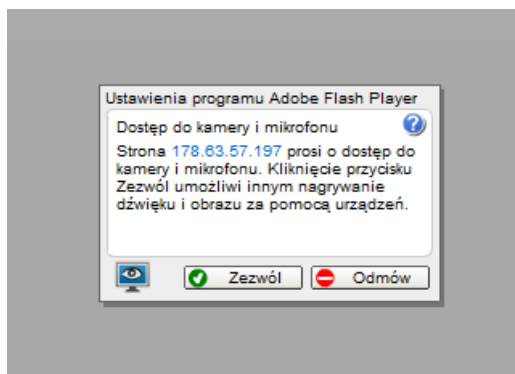 Ustawienia programu Adobe Flash Player
Dostęp do kamery i mikrofonu
Strona 178.63.57.197 prosi o dostęp do
kamery i mikrofonu. Kliknięcie przycisku
Zezwól umożliwi innym nagrywanie
dźwięku i obrazu za pomocą urządzeń.
Zezwól Odmów